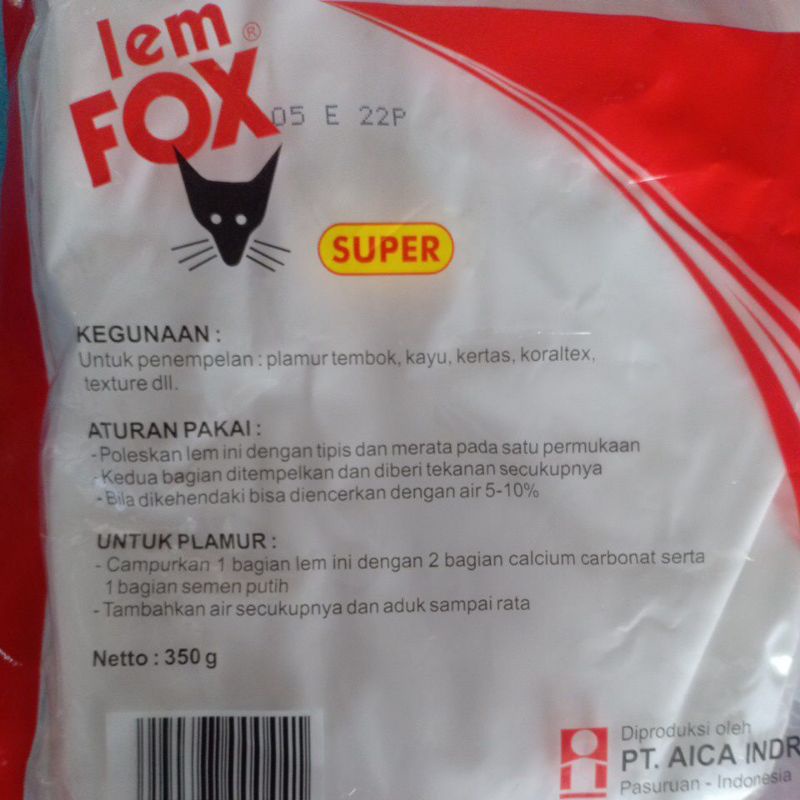 lem
FOX®
05 E 22P
SUPER
KEGUNAAN :
Untuk penempelan : plamur tembok, kayu, kertas, koraltex,
texture dll.
ATURAN PAKAI :
-Poleskan lem ini dengan tipis dan merata pada satu permukaan
-Kedua bagian ditempelkan dan diberi tekanan secukupnya
-Bila dikehendaki bisa diencerkan dengan air 5-10%
UNTUK PLAMUR :
- Campurkan 1 bagian lem ini dengan 2 bagian calcium carbonat serta
1 bagian semen putih
-Tambahkan air secukupnya dan aduk sampai rata
Netto : 350 g
Diproduksi oleh
PT. AICA INDR
Pasuruan - Indonesia